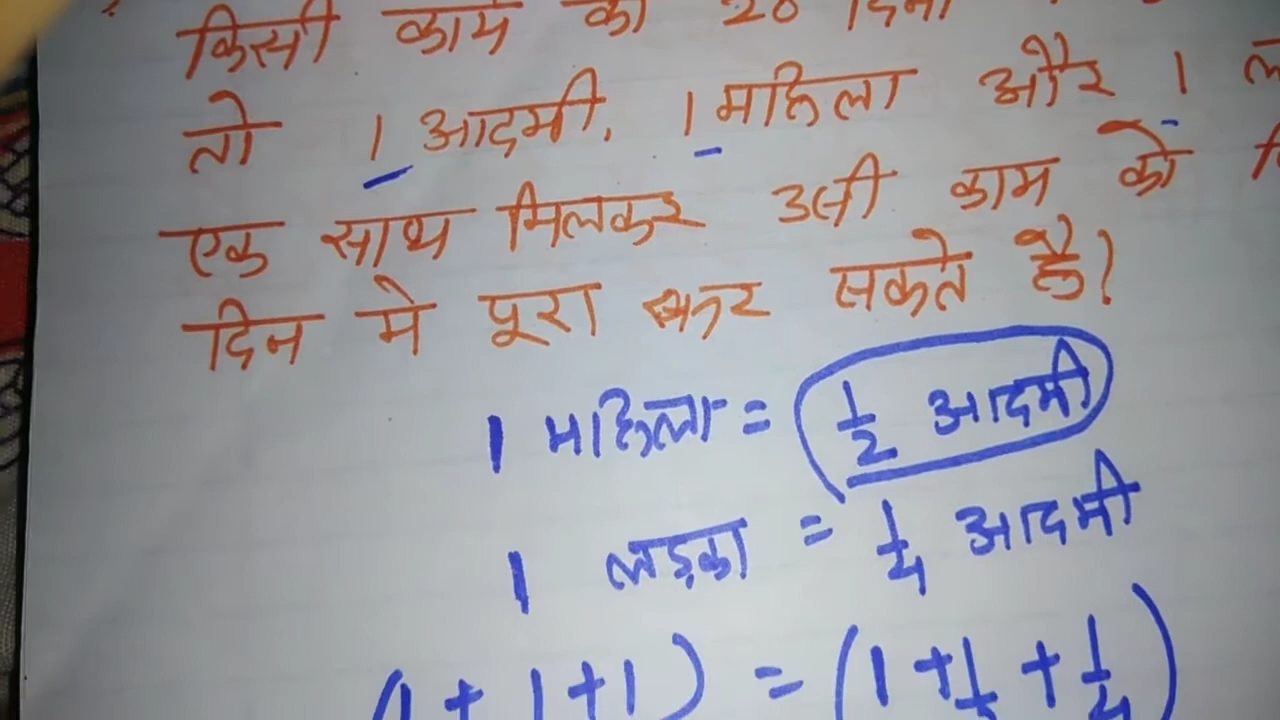 किसी कार्य को 20 दिनों
तो 1 आदमी, 1 महिला और 1
एक साथ मिलकर उसी काम को
दिन मे पूरा कर सकते है?
1 महिला = 1/2 आदमी
1 लड़का = 1/4 आदमी
(1 + 1 + 1) = (1 + 1/2 + 1/4)